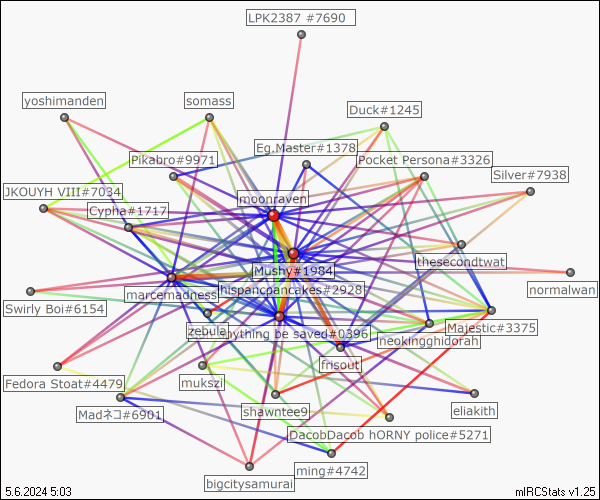 LPK2387 #7690
yoshimanden
somass
Duck#1245
Eg.Master#1378
Pikabro#9971
Pocket Persona#3326
Silver#7938
JKOUYH VIII#7034
moonraven
Cypha#1717
thesecondtwat
Mushy#1984
normalwan
hispancpancakes#2928
marcemadness
Swirly Boi#6154
Majestic#3375
zebula
anything be saved#0396
neokingghidorah
frisout
Fedora Stoat#4479
mukszi
eliakith
Madネコ#6901
shawntee9
DacobDacob hORNY police#5271
bigcitysamurai
ming#4742
5.6.2024 5:03
mIRCStats v1.25